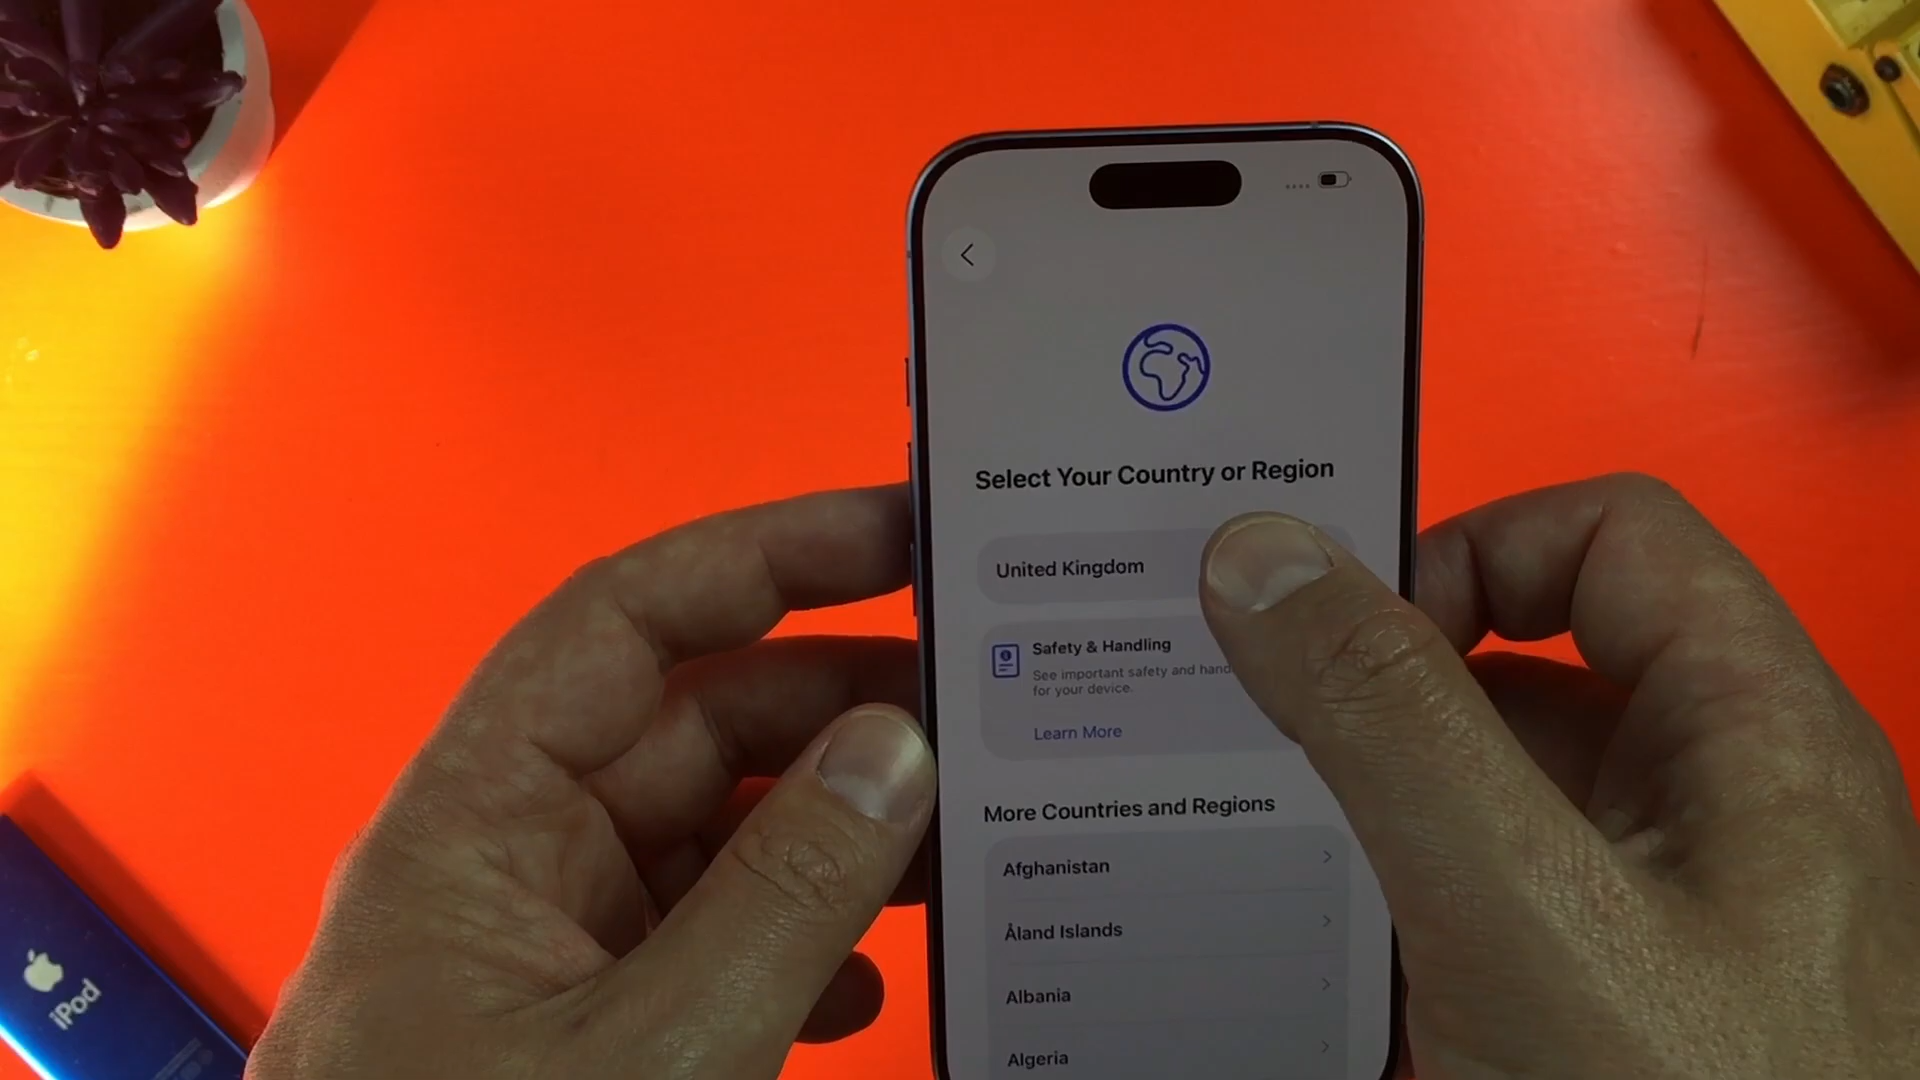 Select Your Country or Region
United Kingdom
Safety & Handling
See important safety and
for your device.
Learn More
More Countries and Regions
Afghanistan
Åland Islands
Albania
Algeria
iPod